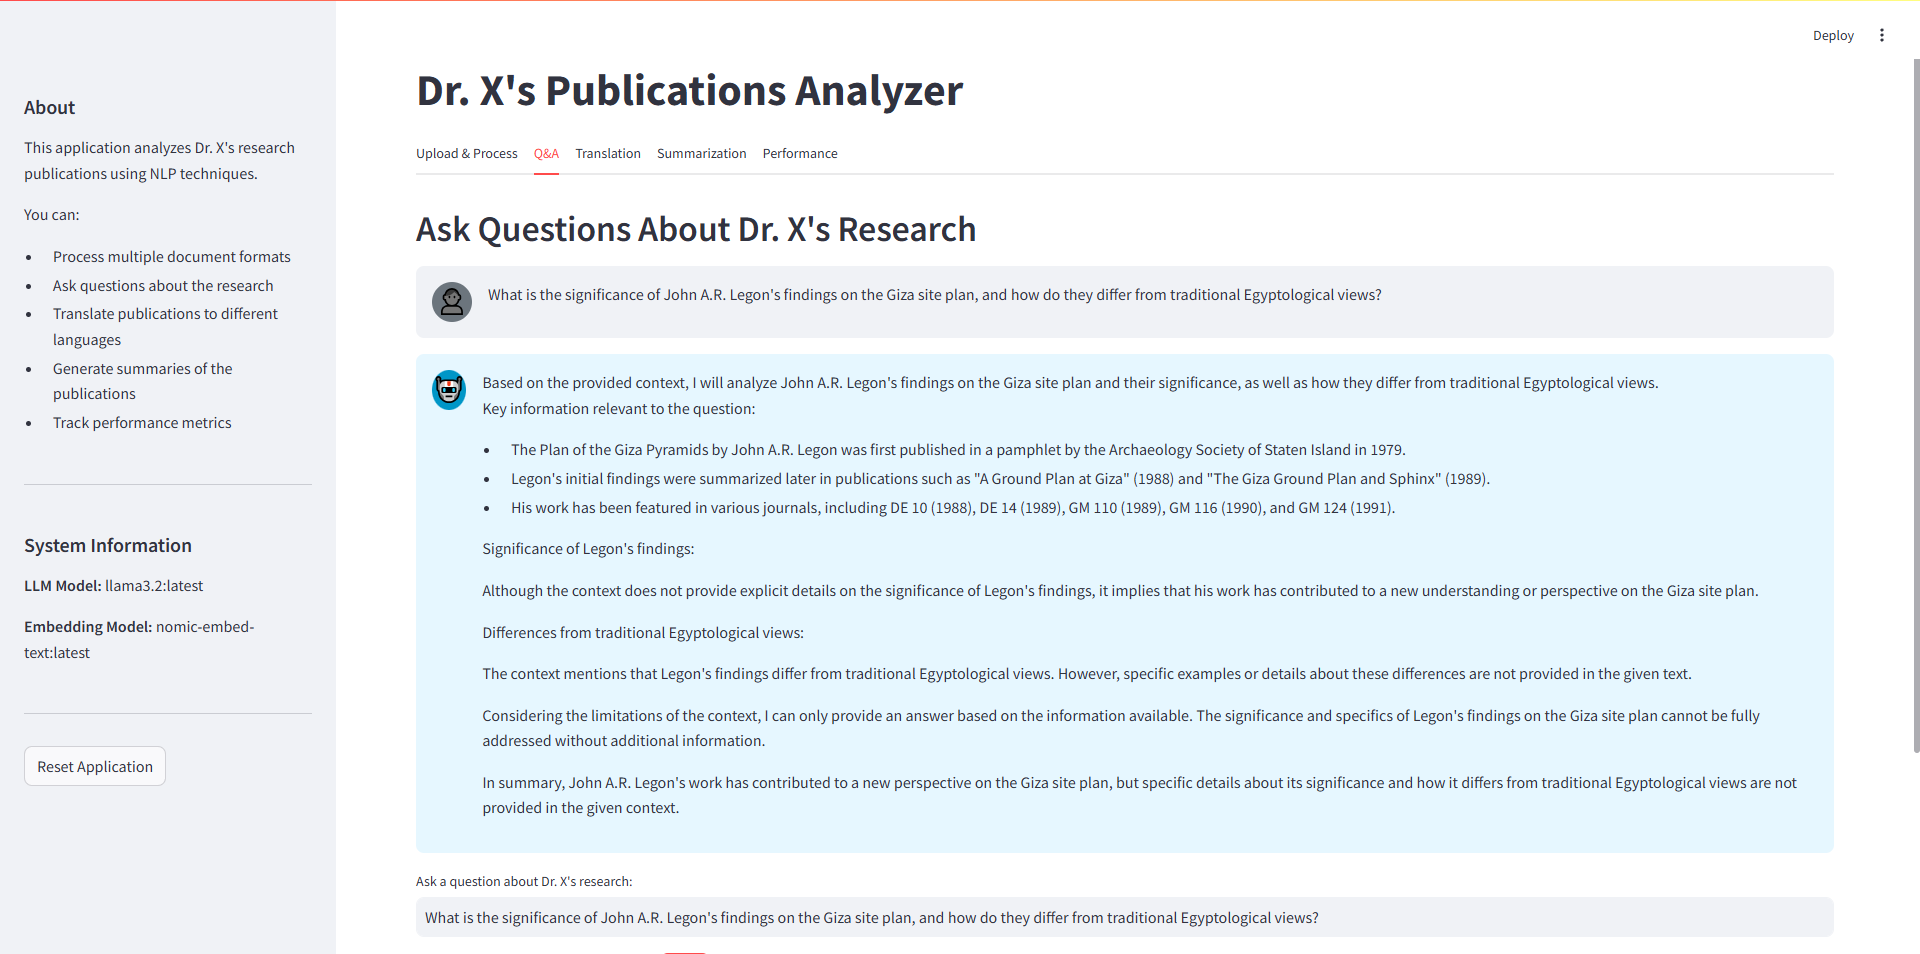 Deploy
About
This application analyzes Dr. X's research
publications using NLP techniques.
You can:
Process multiple document formats
Ask questions about the research
Translate publications to different
languages
Generate summaries of the
publications
Track performance metrics
System Information
LLM Model: llama3.2:latest
Embedding Model: nomic-embed-
text:latest
Reset Application
Dr. X's Publications Analyzer
Upload & Process Q&A Translation Summarization Performance
Ask Questions About Dr. X's Research
What is the significance of John A.R. Legon's findings on the Giza site plan, and how do they differ from traditional Egyptological views?
Based on the provided context, I will analyze John A.R. Legon's findings on the Giza site plan and their significance, as well as how they differ from traditional Egyptological views.
Key information relevant to the question:
The Plan of the Giza Pyramids by John A.R. Legon was first published in a pamphlet by the Archaeology Society of Staten Island in 1979.
Legon's initial findings were summarized later in publications such as "A Ground Plan at Giza" (1988) and "The Giza Ground Plan and Sphinx" (1989).
His work has been featured in various journals, including DE 10 (1988), DE 14 (1989), GM 110 (1989), GM 116 (1990), and GM 124 (1991).
Significance of Legon's findings:
Although the context does not provide explicit details on the significance of Legon's findings, it implies that his work has contributed to a new understanding or perspective on the Giza site plan.
Differences from traditional Egyptological views:
The context mentions that Legon's findings differ from traditional Egyptological views. However, specific examples or details about these differences are not provided in the given text.
Considering the limitations of the context, I can only provide an answer based on the information available. The significance and specifics of Legon's findings on the Giza site plan cannot be fully
addressed without additional information.
In summary, John A.R. Legon's work has contributed to a new perspective on the Giza site plan, but specific details about its significance and how it differs from traditional Egyptological views are not
provided in the given context.
Ask a question about Dr. X's research:
What is the significance of John A.R. Legon's findings on the Giza site plan, and how do they differ from traditional Egyptological views?